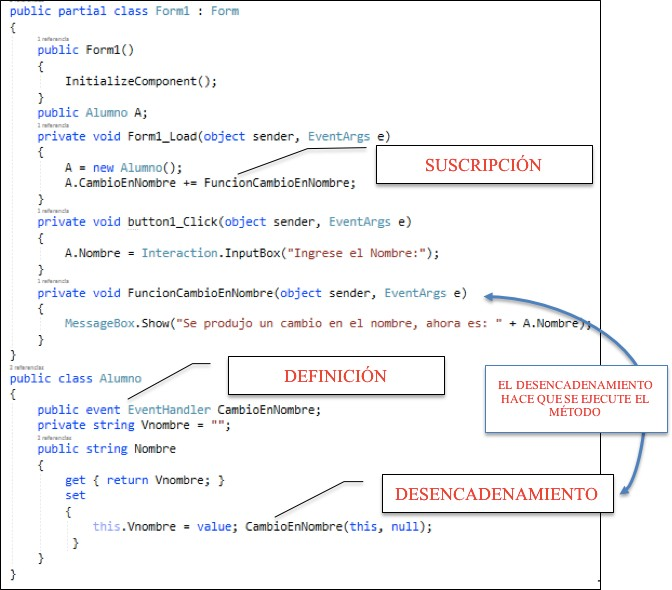 public partial class Form1 : Form
{
1 referencia
public Form1()
{
InitializeComponent();
}
public Alumno A;
1 referencia
private void Form1_Load(object sender, EventArgs e)
{
A = new Alumno();
SUSCRIPCIÓN
A.CambioEnNombre += FuncionCambioEnNombre;
}
1 referencia
private void button1_Click(object sender, EventArgs e)
{
A.Nombre = Interaction.InputBox("Ingrese el Nombre:");
}
1 referencia
private void FuncionCambioEnNombre(object sender, EventArgs e)
{
MessageBox.Show("Se produjo un cambio en el nombre, ahora es: " + A.Nombre);
}
}
2 referencias
public class Alumno
DEFINICIÓN
{
public event EventHandler CambioEnNombre;
private string Vnombre = "";
2 referencias
public string Nombre
{
get { return Vnombre; }
set
{
this.Vnombre = value; CambioEnNombre(this, null);
}
}
}
DESENCADENAMIENTO
EL DESENCADENAMIENTO
HACE QUE SE EJECUTE EL
MÉTODO